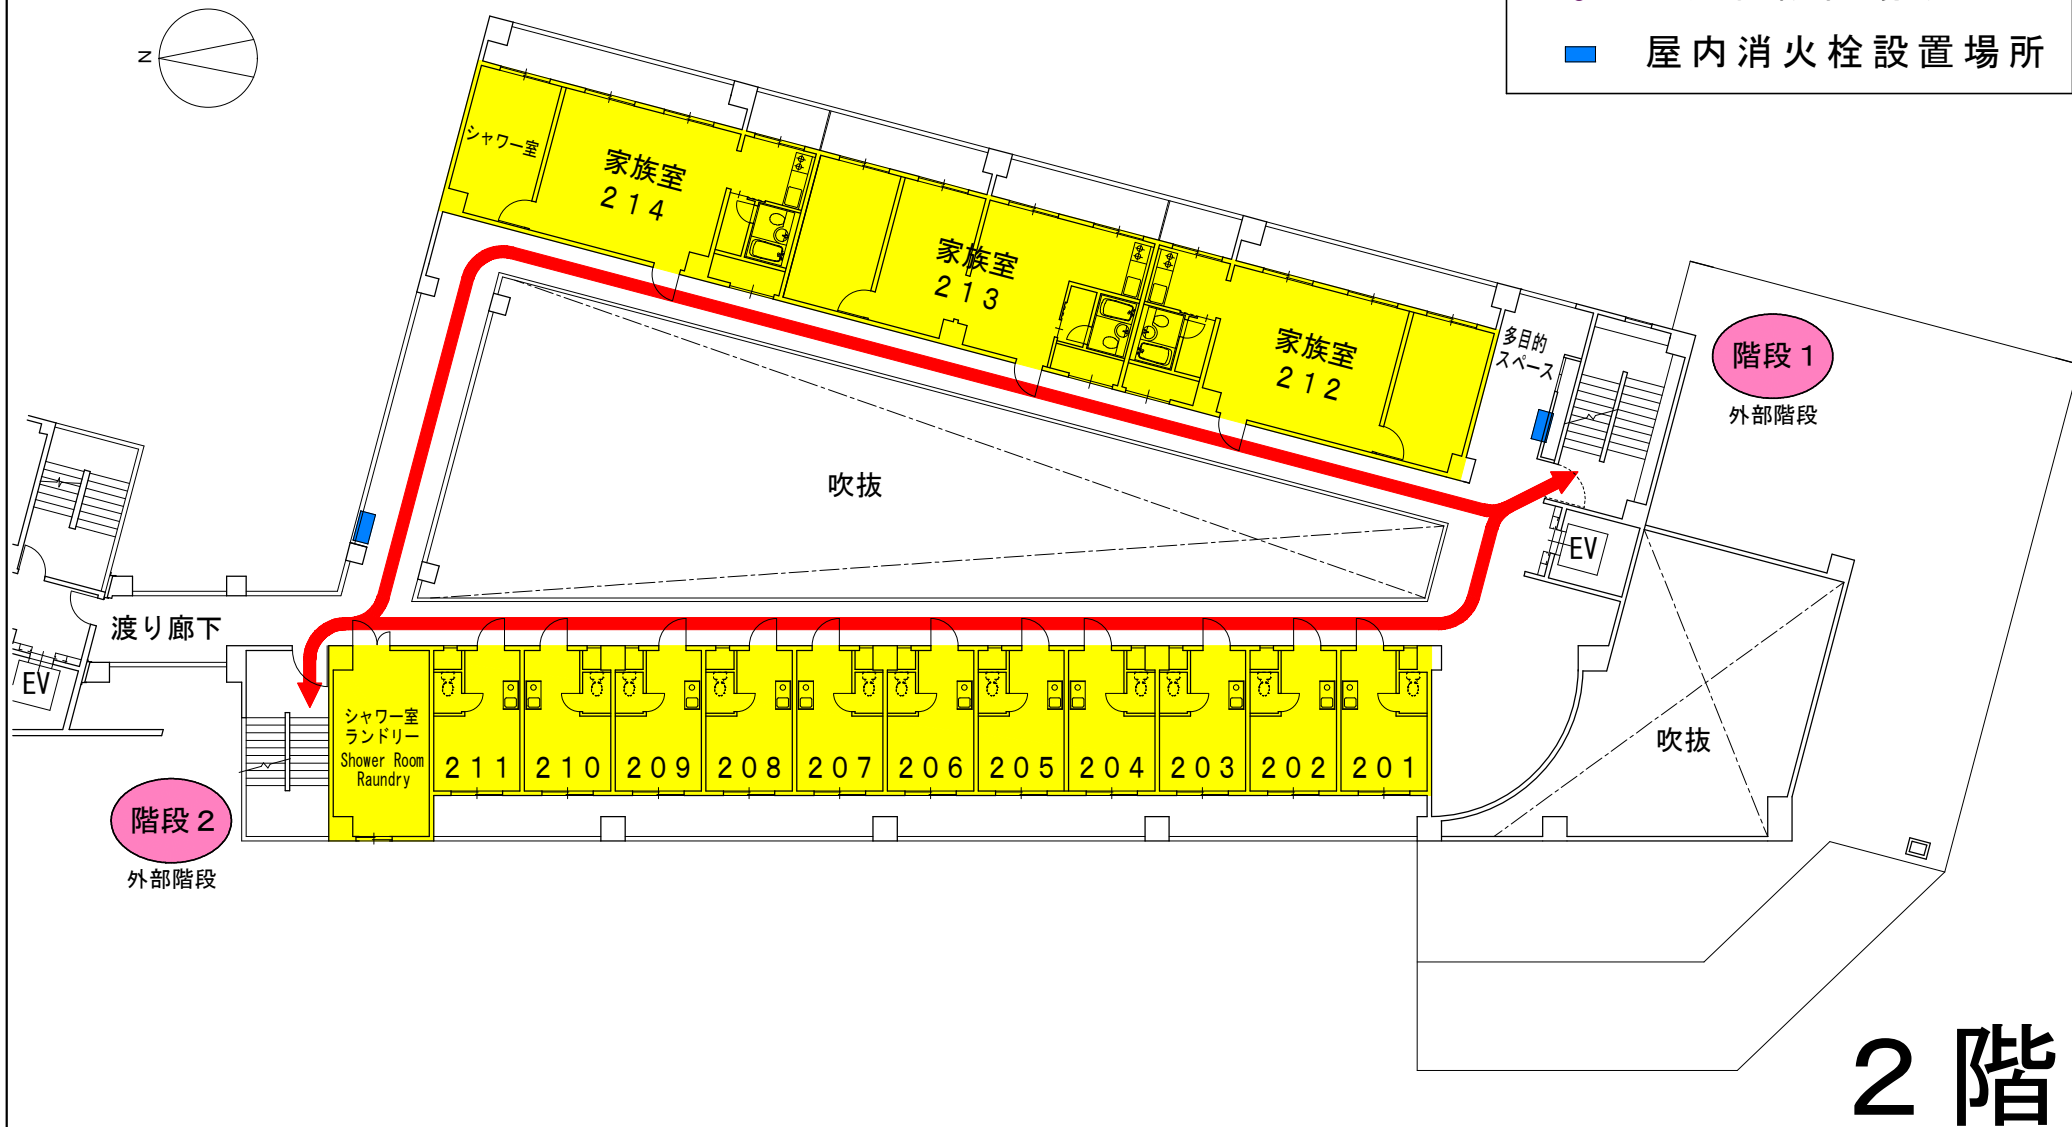 屋内消火栓設置場所
N
シャワー室
家族室
２１４
家族室
２１３
家族室
２１２
多目的
スペース
階段１
外部階段
吹抜
EV
渡り廊下
EV
シャワー室
ランドリー
Shower Room
Raundry
２１１
２１０
２０９
２０８
２０７
２０６
２０５
２０４
２０３
２０２
２０１
吹抜
階段２
外部階段
２階